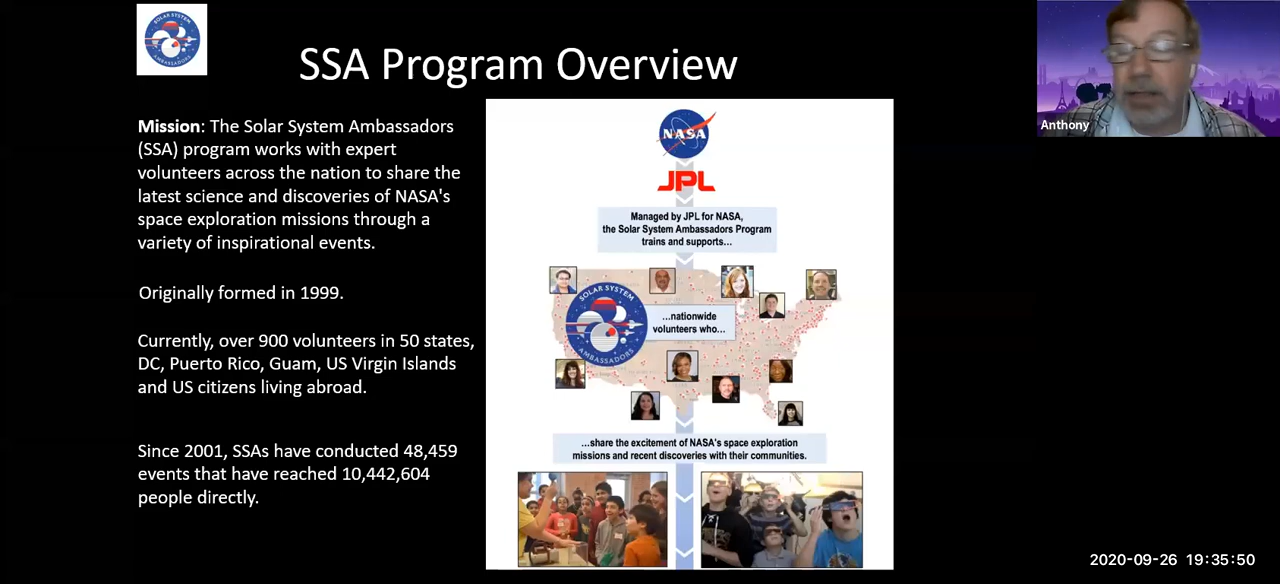 SOLAR SYSTEM
AMBASSADORS
SSA Program Overview
Anthony
Mission: The Solar System Ambassadors
(SSA) program works with expert
volunteers across the nation to share the
latest science and discoveries of NASA's
space exploration missions through a
variety of inspirational events.
Originally formed in 1999.
Currently, over 900 volunteers in 50 states,
DC, Puerto Rico, Guam, US Virgin Islands
and US citizens living abroad.
Since 2001, SSAs have conducted 48,459
events that have reached 10,442,604
people directly.
NASA
JPL
Managed by JPL for NASA,
the Solar System Ambassadors Program
trains and supports...
SOLAR SYSTEM
AMBASSADORS
...nationwide
volunteers who...
...share the excitement of NASA's space exploration
missions and recent discoveries with their communities.
2020-09-26 19:35:50